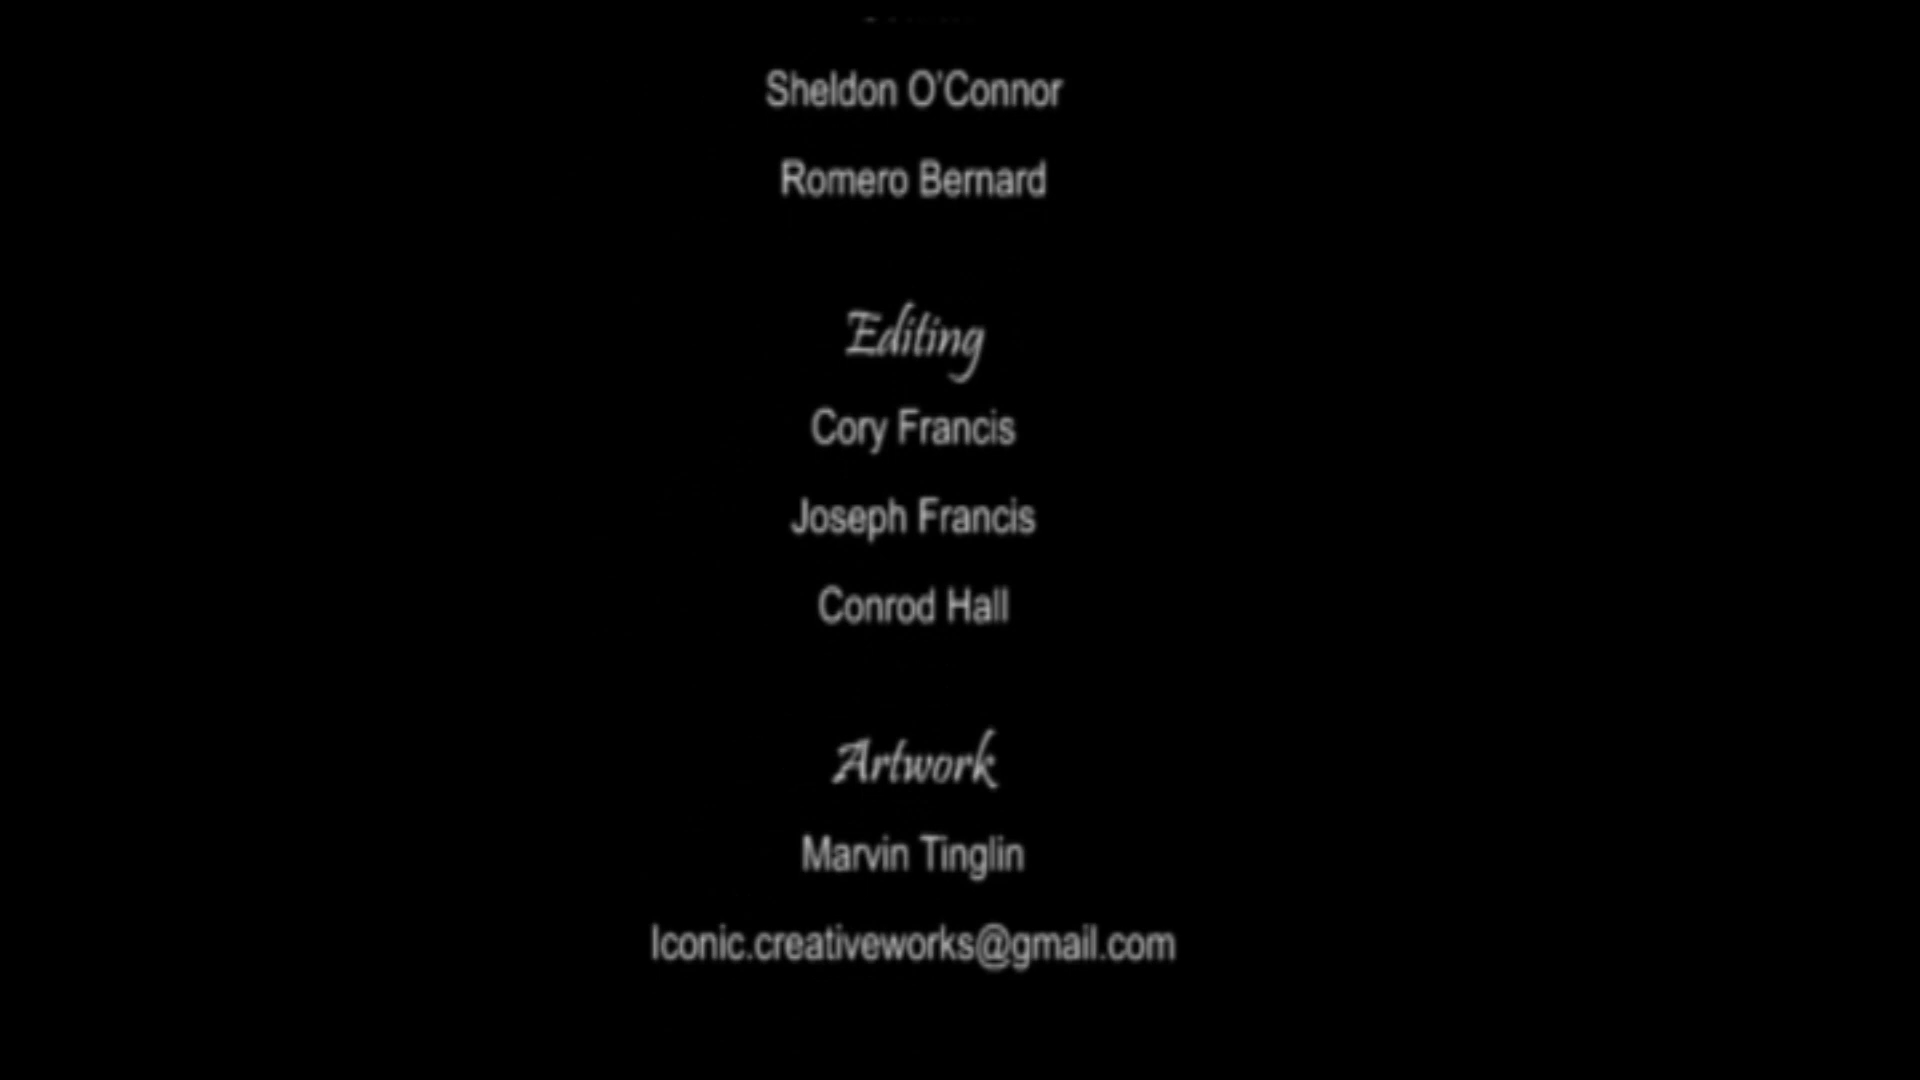 Sheldon O'Connor
Romero Bernard
Editing
Cory Francis
Joseph Francis
Conrod Hall
Artwork
Marvin Tinglin
Iconic.creativeworks@gmail.com